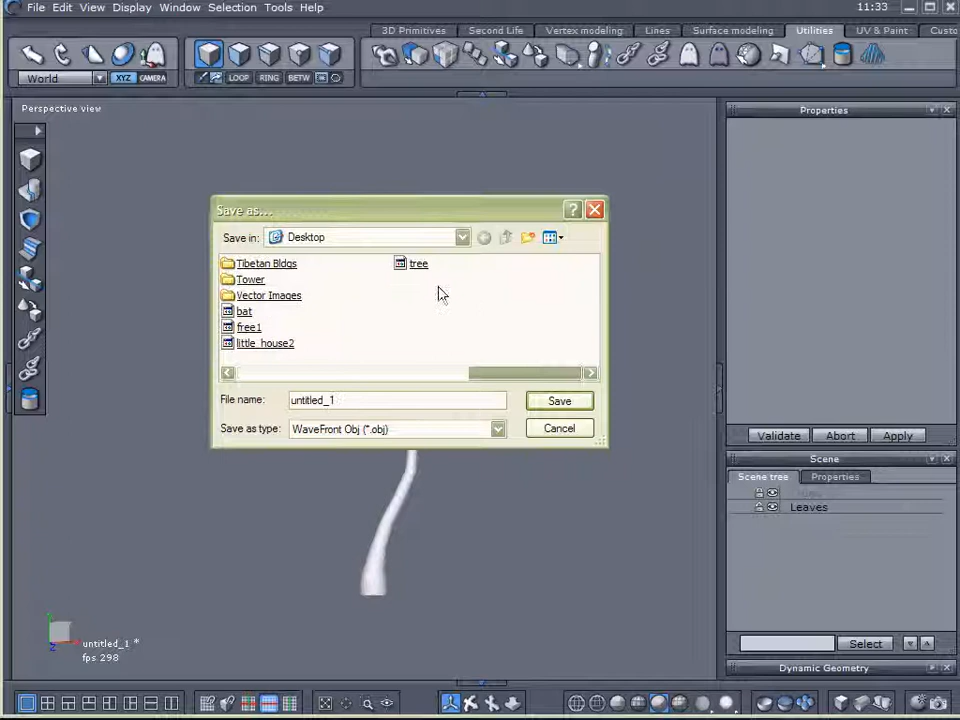 File Edit View Display Window Selection Tools Help 11:33
3D Primitives Second Life Vertex modeling Lines Surface modeling Utilities UV & Paint Custo
World XYZ CAMERA LOOP RING BETW
Perspective view
Properties
Save as...
Save in: Desktop
Tibetan Bldgs tree
Tower
Vector Images
bat
free1
little_house2
File name: untitled_1 Save
Save as type: WaveFront Obj (*.obj) Cancel
Validate Abort Apply
Scene
Scene tree Properties
Leaves
untitled_1 *
fps 298
Select
Dynamic Geometry